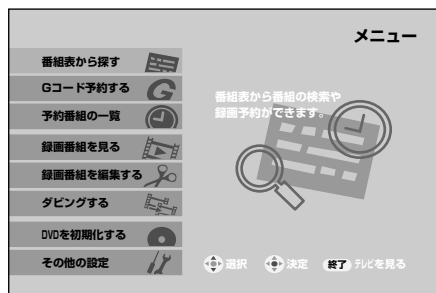 メニュー
番組表から探す
Gコード予約する
予約番組の一覧
録画番組を見る
録画番組を編集する
ダビングする
DVDを初期化する
その他の設定
番組表から番組の検索や
録画予約ができます。
選択 決定 終了 テレビを見る